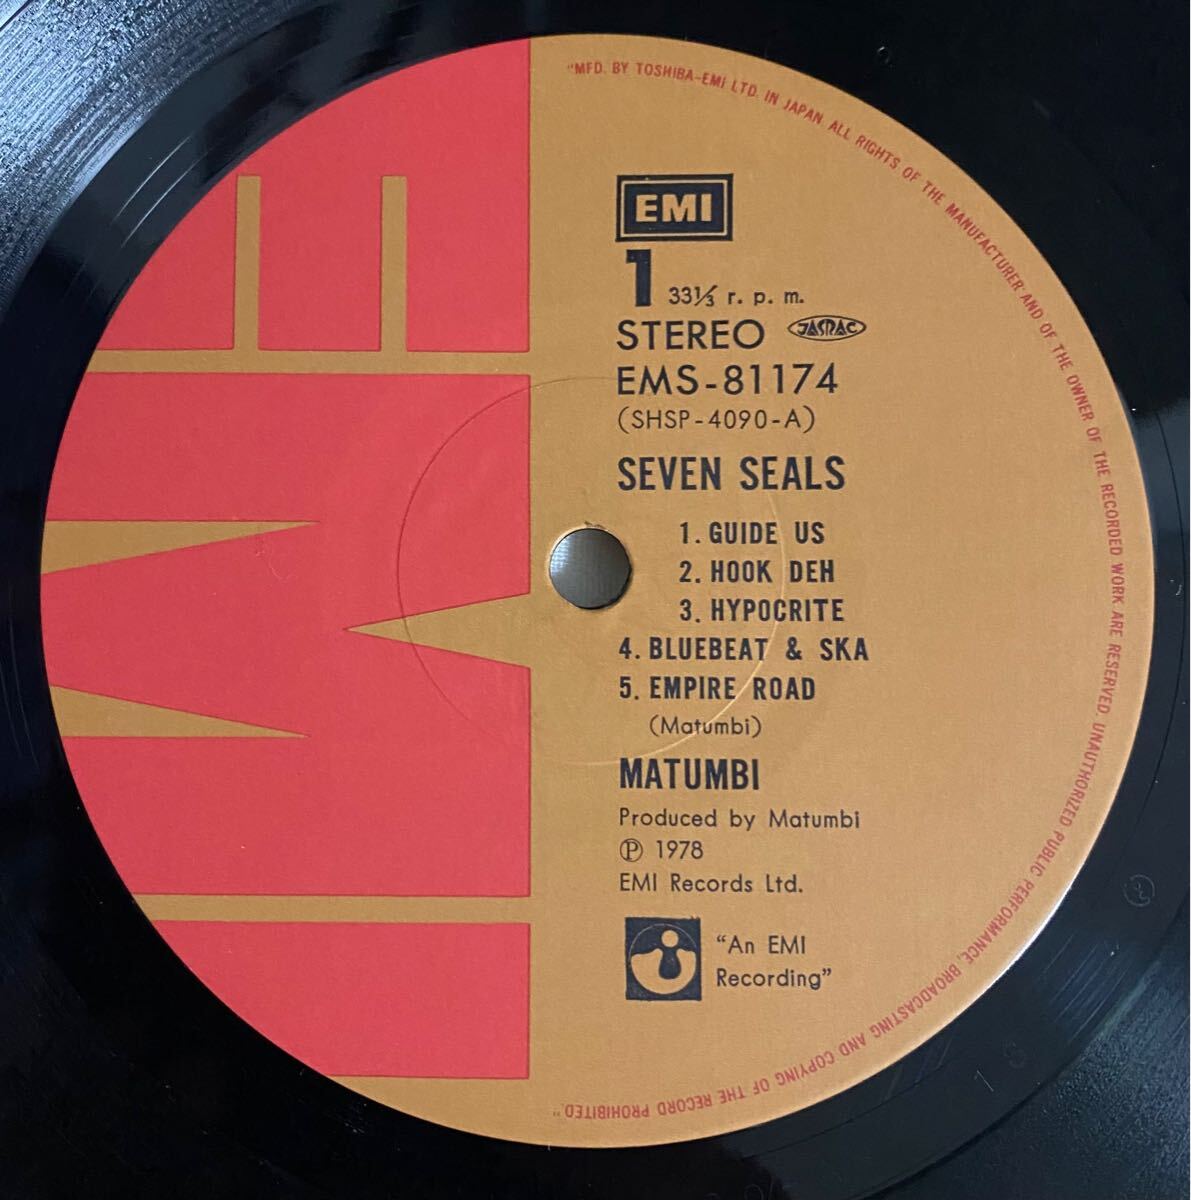 "MFD. BY TOSHIBA-EMI LTD. IN JAPAN. ALL RIGHTS OF THE MANUFACTURER AND OF THE OWNER OF THE RECORDED WORK ARE RESERVED. UNAUTHORIZED PUBLIC PERFORMANCE, BROADCASTING AND COPYING OF THE RECORD PROHIBITED"
EMI
1 33⅓ r. p. m.
STEREO JASRAC
EMS-81174
(SHSP-4090-A)
SEVEN SEALS
1. GUIDE US
2. HOOK DEH
3. HYPOCRITE
4. BLUEBEAT & SKA
5. EMPIRE ROAD
(Matumbi)
MATUMBI
Produced by Matumbi
Ⓟ 1978
EMI Records Ltd.
"An EMI
Recording"